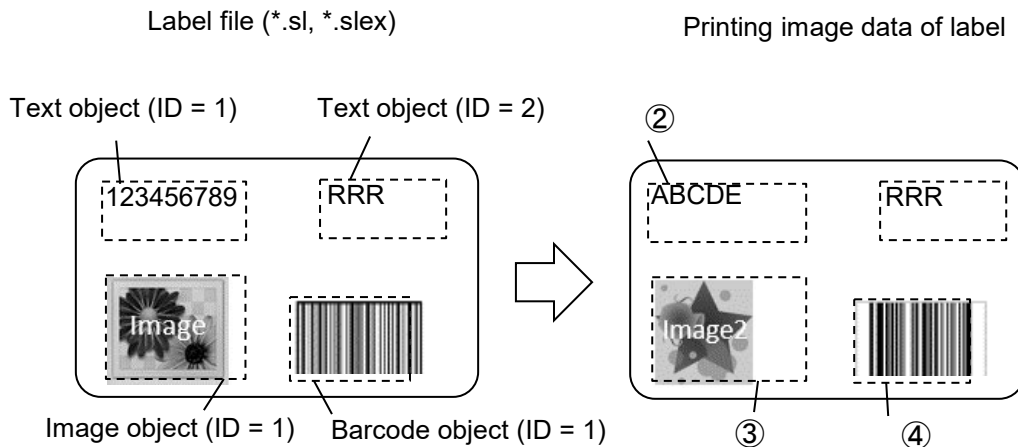 Label file (*.sl, *.slex)
Printing image data of label
Text object (ID = 1)
Text object (ID = 2)
②
123456789
RRR
ABCDE
RRR
Image
Image2
Image object (ID = 1)
Barcode object (ID = 1)
③
④